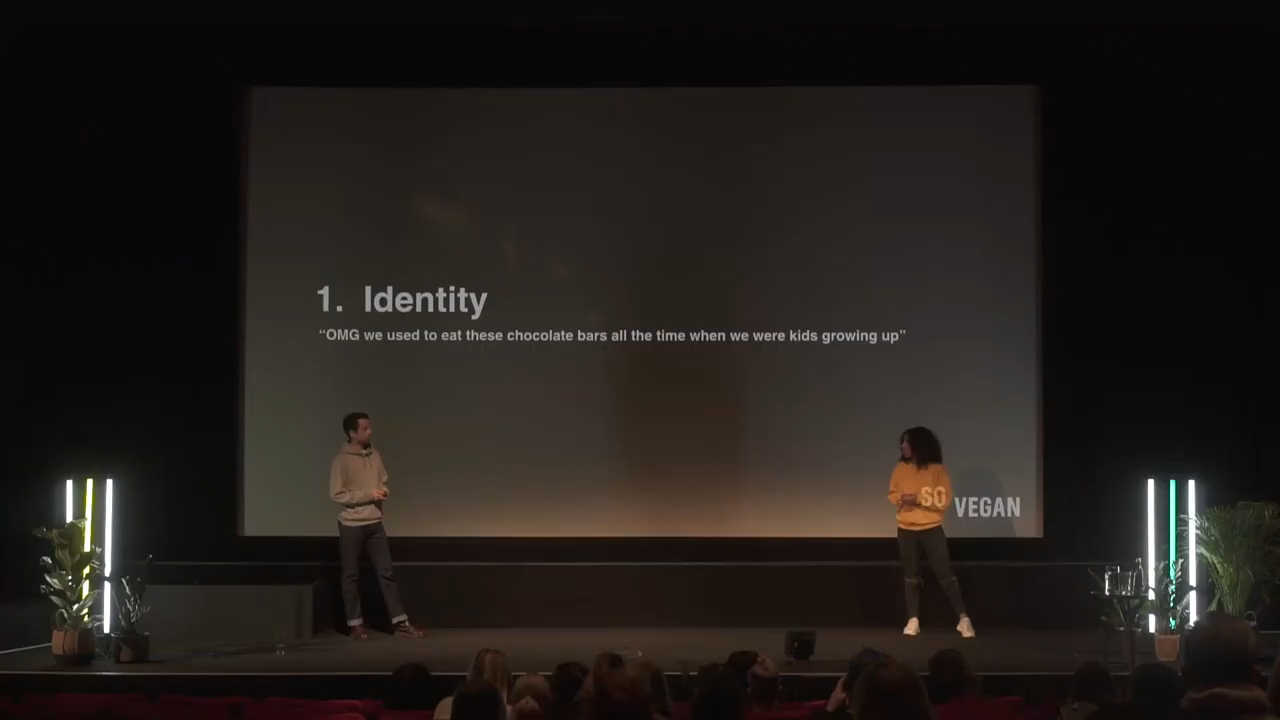 1. Identity
“OMG we used to eat these chocolate bars all the time when we were kids growing up”
SO
VEGAN